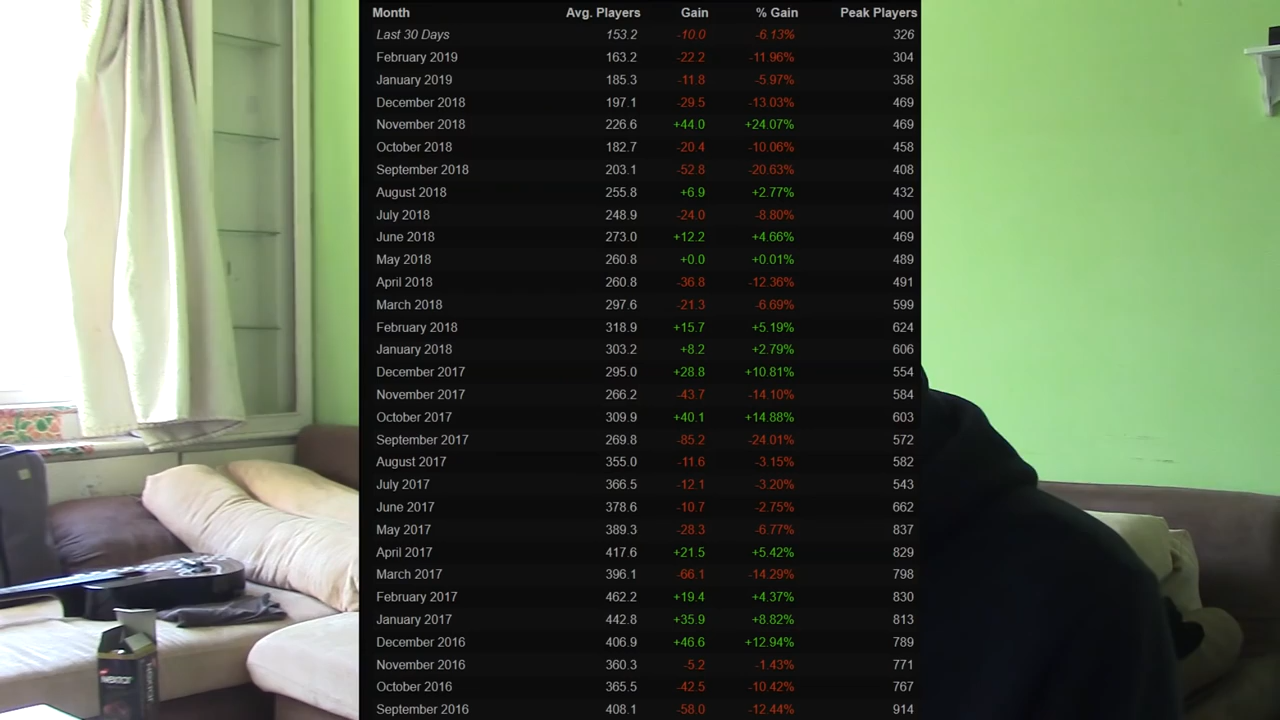 Month Avg. Players Gain % Gain Peak Players
Last 30 Days 153.2 -10.0 -6.13% 326
February 2019 163.2 -22.2 -11.96% 304
January 2019 185.3 -11.8 -5.97% 358
December 2018 197.1 -29.5 -13.03% 469
November 2018 226.6 +44.0 +24.07% 469
October 2018 182.7 -20.4 -10.06% 458
September 2018 203.1 -52.8 -20.63% 408
August 2018 255.8 +6.9 +2.77% 432
July 2018 248.9 -24.0 -8.80% 400
June 2018 273.0 +12.2 +4.66% 469
May 2018 260.8 +0.0 +0.01% 489
April 2018 260.8 -36.8 -12.36% 491
March 2018 297.6 -21.3 -6.69% 599
February 2018 318.9 +15.7 +5.19% 624
January 2018 303.2 +8.2 +2.79% 606
December 2017 295.0 +28.8 +10.81% 554
November 2017 266.2 -43.7 -14.10% 584
October 2017 309.9 +40.1 +14.88% 603
September 2017 269.8 -85.2 -24.01% 572
August 2017 355.0 -11.6 -3.15% 582
July 2017 366.5 -12.1 -3.20% 543
June 2017 378.6 -10.7 -2.75% 662
May 2017 389.3 -28.3 -6.77% 837
April 2017 417.6 +21.5 +5.42% 829
March 2017 396.1 -66.1 -14.29% 798
February 2017 462.2 +19.4 +4.37% 830
January 2017 442.8 +35.9 +8.82% 813
December 2016 406.9 +46.6 +12.94% 789
November 2016 360.3 -5.2 -1.43% 771
October 2016 365.5 -42.5 -10.42% 767
September 2016 408.1 -58.0 -12.44% 914